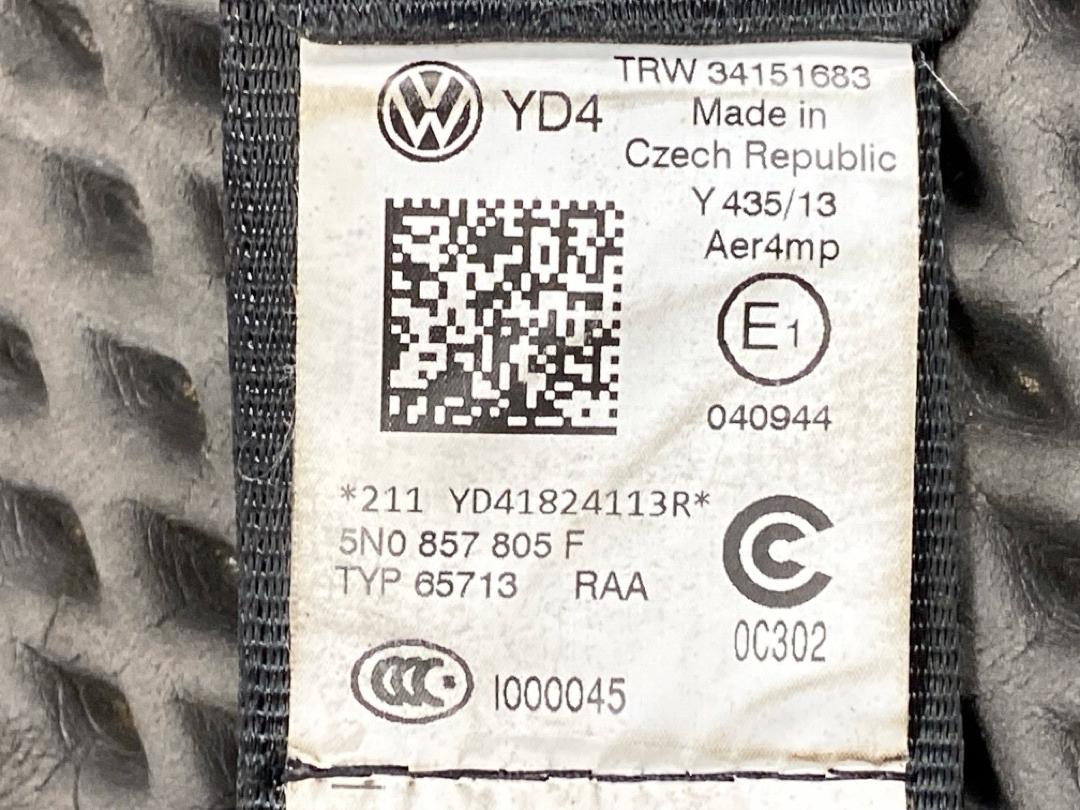 TRW 34151683
YD4
Made in
Czech Republic
Y 435/13
Aer4mp
E1
040944
*211 YD41824113R*
5N0 857 805 F
TYP 65713 RAA
0C302
CCC
I000045